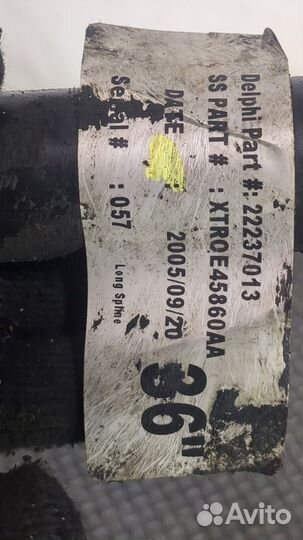 Delphi Part #: 22237013
SS PART # : XTRQE45860AA
DATE 2005/09/20
Serial # : 057
Long Spline
36"
Avito